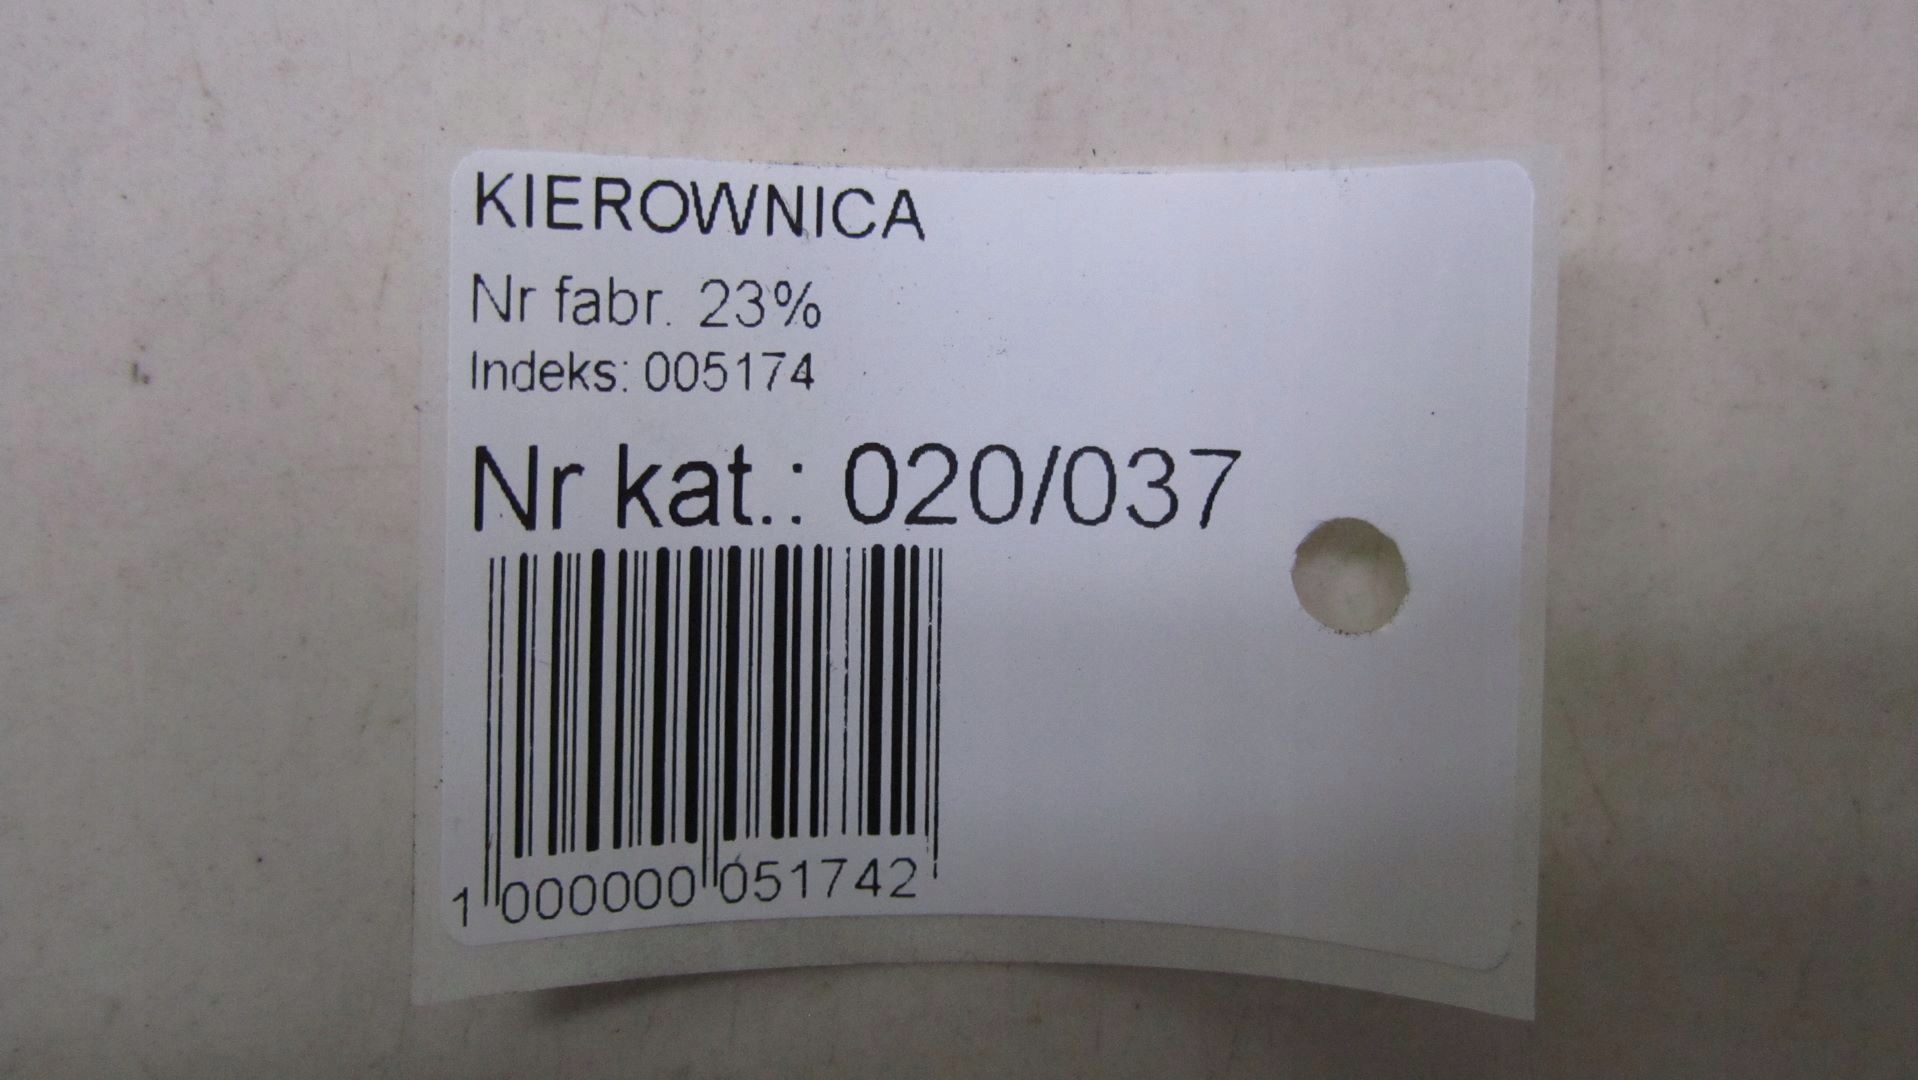 KIEROWNICA
Nr fabr. 23%
Indeks: 005174
Nr kat.: 020/037
1 000000 051742